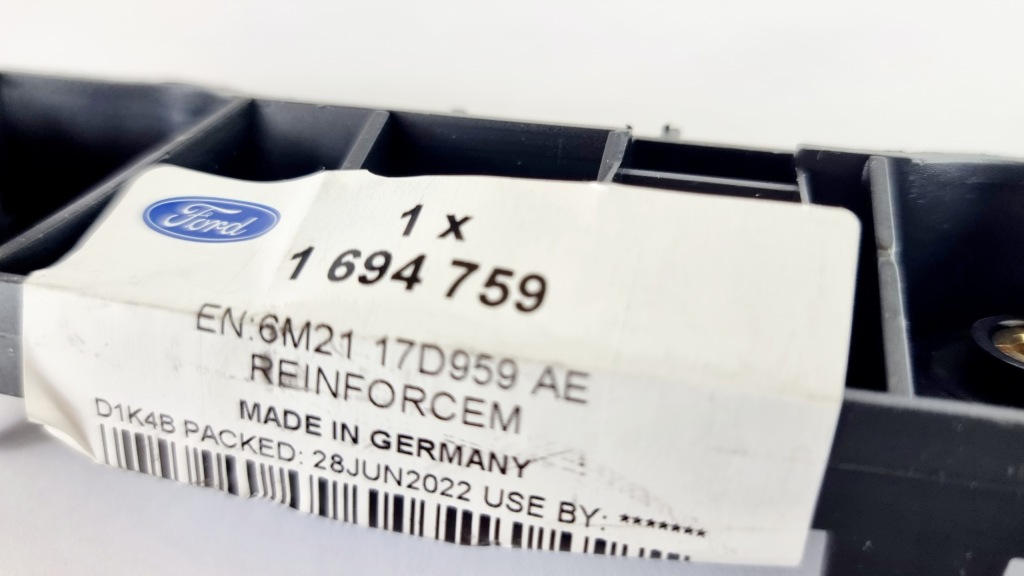 Ford
1 x
1 694 759
EN:6M21 17D959 AE
REINFORCEM
MADE IN GERMANY
D1K4B PACKED: 28JUN2022 USE BY: *******